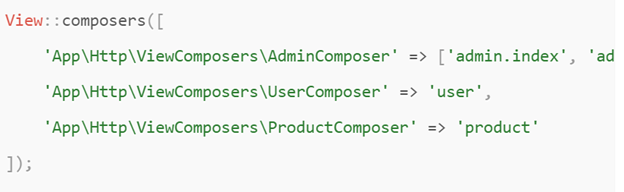 View::composers([
'App\Http\ViewComposers\AdminComposer' => ['admin.index', 'ad
'App\Http\ViewComposers\UserComposer' => 'user',
'App\Http\ViewComposers\ProductComposer' => 'product'
]);